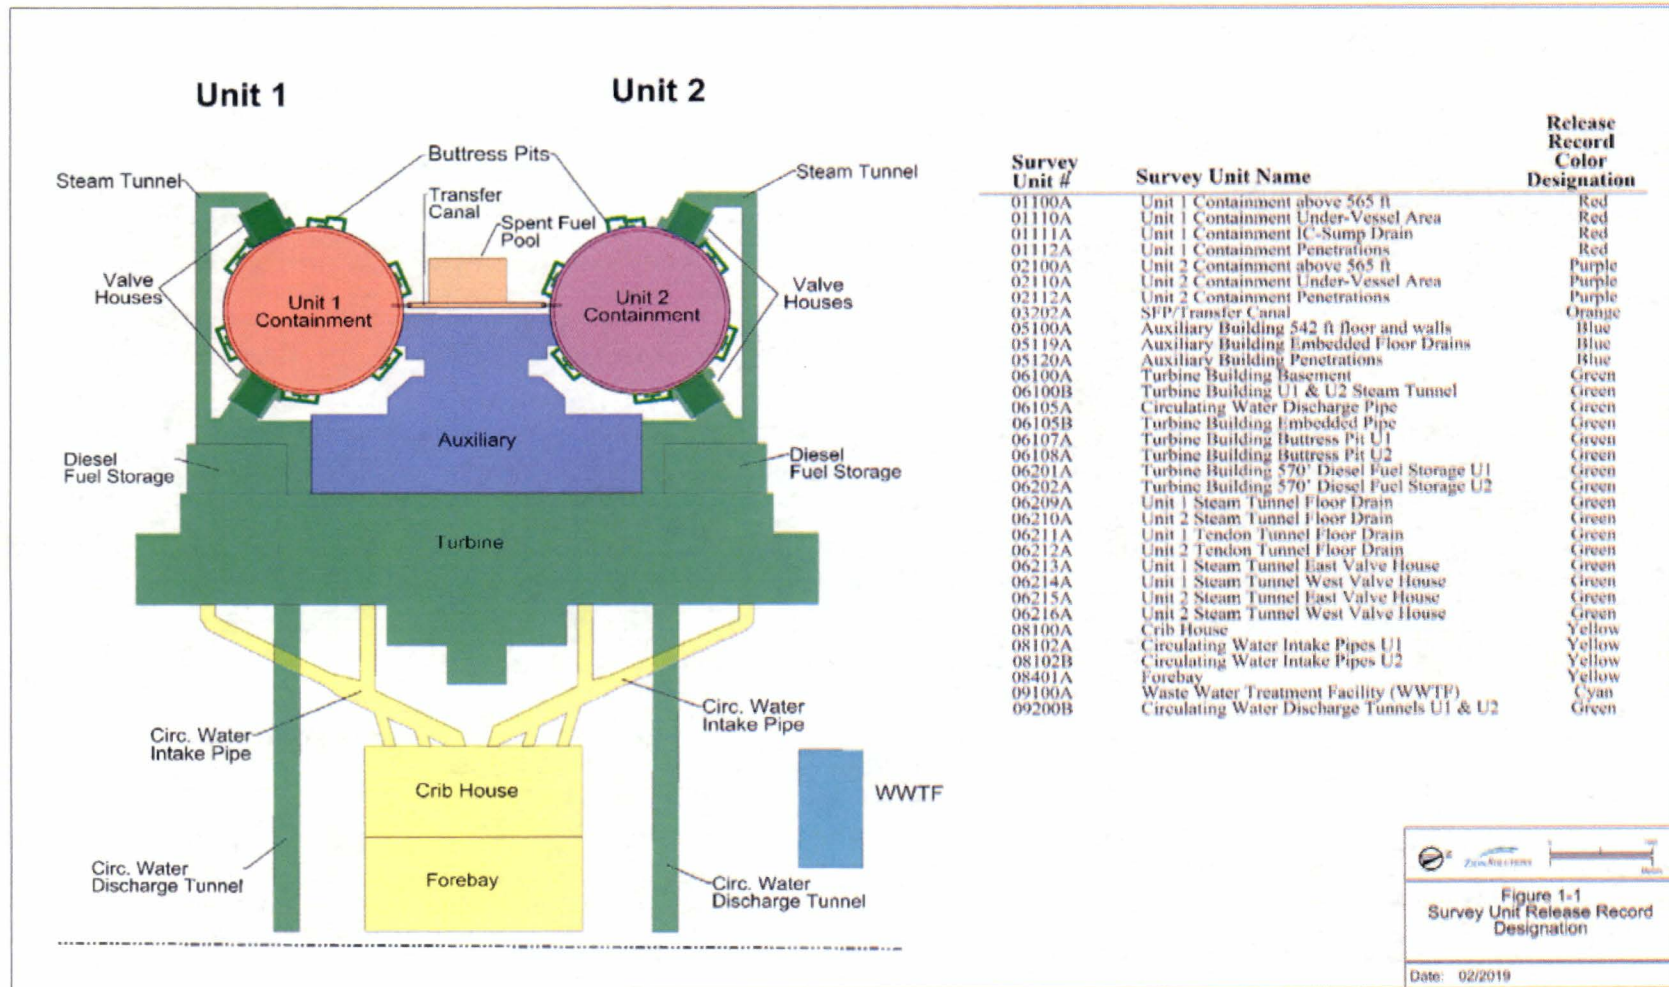 Unit 1
Unit 2
Buttress Pits
Steam Tunnel
Steam Tunnel
Transfer
Canal
Spent Fuel
Pool
Valve
Houses
Valve
Houses
Unit 1
Containment
Unit 2
Containment
Auxiliary
Diesel
Fuel Storage
Diesel
Fuel Storage
Turbine
Circ. Water
Intake Pipe
Circ. Water
Intake Pipe
Crib House
WWTF
Forebay
Circ. Water
Discharge Tunnel
Circ. Water
Discharge Tunnel
Survey Unit # Survey Unit Name Release Record Color Designation
01100A Unit 1 Containment above 565 ft Red
01110A Unit 1 Containment Under-Vessel Area Red
01111A Unit 1 Containment IC-Sump Drain Red
01112A Unit 1 Containment Penetrations Red
02100A Unit 2 Containment above 565 ft Purple
02110A Unit 2 Containment Under-Vessel Area Purple
02112A Unit 2 Containment Penetrations Purple
03202A SFP/Transfer Canal Orange
05100A Auxiliary Building 542 ft floor and walls Blue
05119A Auxiliary Building Embedded Floor Drains Blue
05120A Auxiliary Building Penetrations Blue
06100A Turbine Building Basement Green
06100B Turbine Building U1 & U2 Steam Tunnel Green
06105A Circulating Water Discharge Pipe Green
06105B Turbine Building Embedded Pipe Green
06107A Turbine Building Buttress Pit U1 Green
06108A Turbine Building Buttress Pit U2 Green
06201A Turbine Building 570' Diesel Fuel Storage U1 Green
06202A Turbine Building 570' Diesel Fuel Storage U2 Green
06209A Unit 1 Steam Tunnel Floor Drain Green
06210A Unit 2 Steam Tunnel Floor Drain Green
06211A Unit 1 Tendon Tunnel Floor Drain Green
06212A Unit 2 Tendon Tunnel Floor Drain Green
06213A Unit 1 Steam Tunnel East Valve House Green
06214A Unit 1 Steam Tunnel West Valve House Green
06215A Unit 2 Steam Tunnel East Valve House Green
06216A Unit 2 Steam Tunnel West Valve House Green
08100A Crib House Yellow
08102A Circulating Water Intake Pipes U1 Yellow
08102B Circulating Water Intake Pipes U2 Yellow
08401A Forebay Yellow
09100A Waste Water Treatment Facility (WWTF) Cyan
09200B Circulating Water Discharge Tunnels U1 & U2 Green
ZionSolutions
Figure 1-1
Survey Unit Release Record
Designation
Date: 02/2019